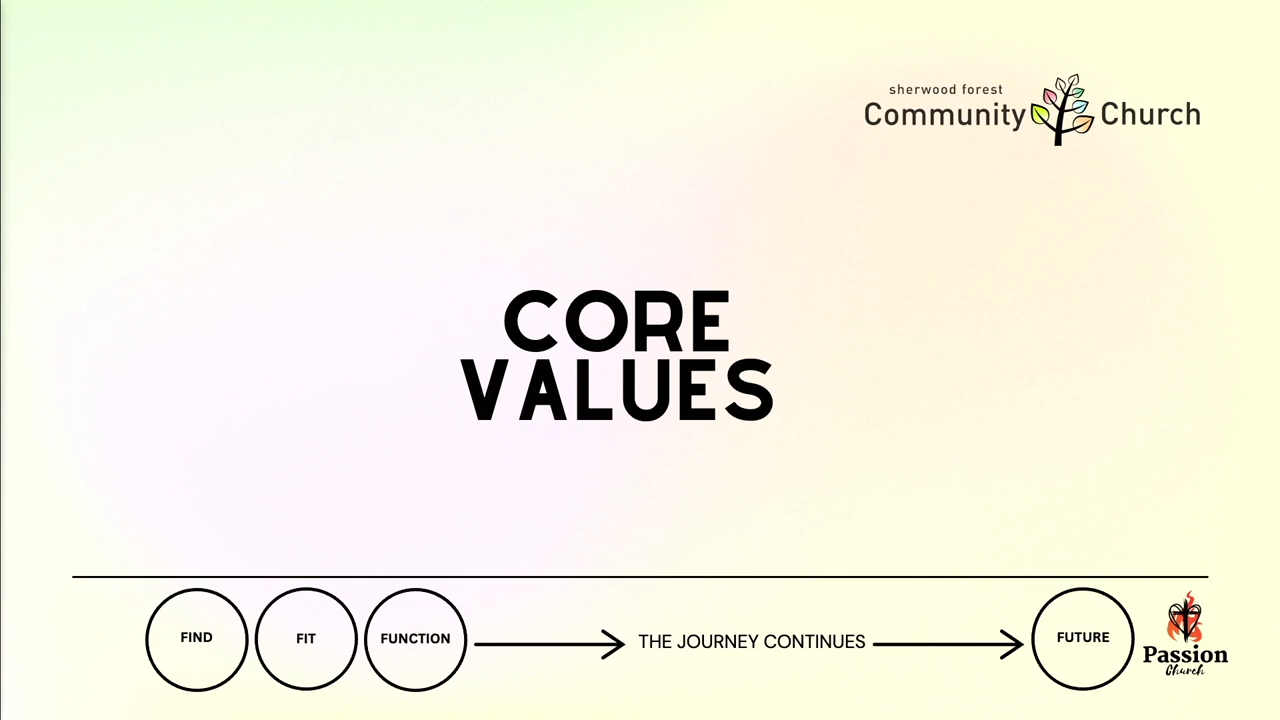 sherwood forest
Community Church
CORE
VALUES
FIND
FIT
FUNCTION
THE JOURNEY CONTINUES
FUTURE
Passion
Church